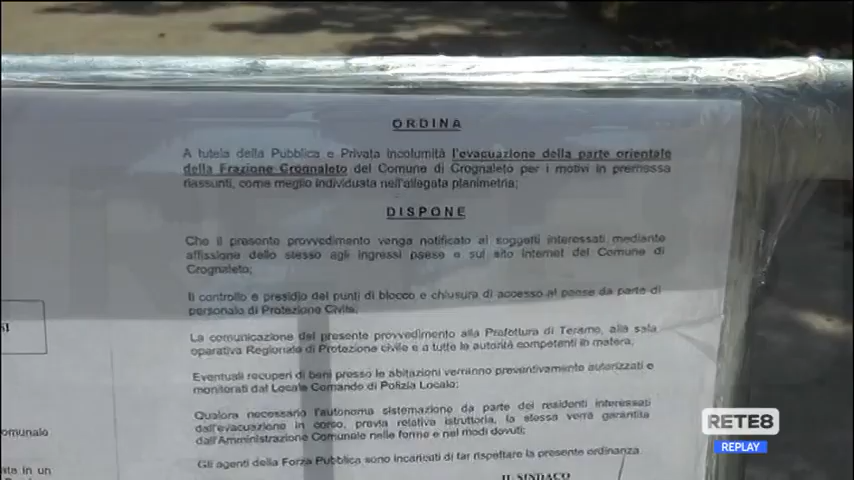 ORDINA
A tutela della Pubblica e Privata Incolumità l'evacuazione della parte orientale
della Frazione Crognaleto del Comune di Crognaleto per i motivi in premessa
riassunti, come meglio individuata nell'allegata planimetria;
DISPONE
Che il presente provvedimento venga notificato ai soggetti interessati mediante
affissione dello stesso agli ingressi paese e sul sito internet del Comune di
Crognaleto;
Il controllo e presidio dei punti di blocco e chiusura di accesso al paese da parte di
personale di Protezione Civile.
La comunicazione del presente provvedimento alla Prefettura di Teramo, alla sala
operativa Regionale di Protezione civile e a tutte le autorità competenti in materia,
Eventuali recuperi di beni presso le abitazioni verranno preventivamente autorizzati e
monitorati dal Locale Comando di Polizia Locale;
Qualora necessario l'autonoma sistemazione da parte dei residenti interessati
dall'evacuazione in corso, previa relativa istruttoria, la stessa verrà garantita
dall'Amministrazione Comunale nelle forme e nei modi dovuti;
Gli agenti della Forza Pubblica sono incaricati di far rispettare la presente ordinanza.
IL SINDACO
omunale
ata in un
RETE8
REPLAY